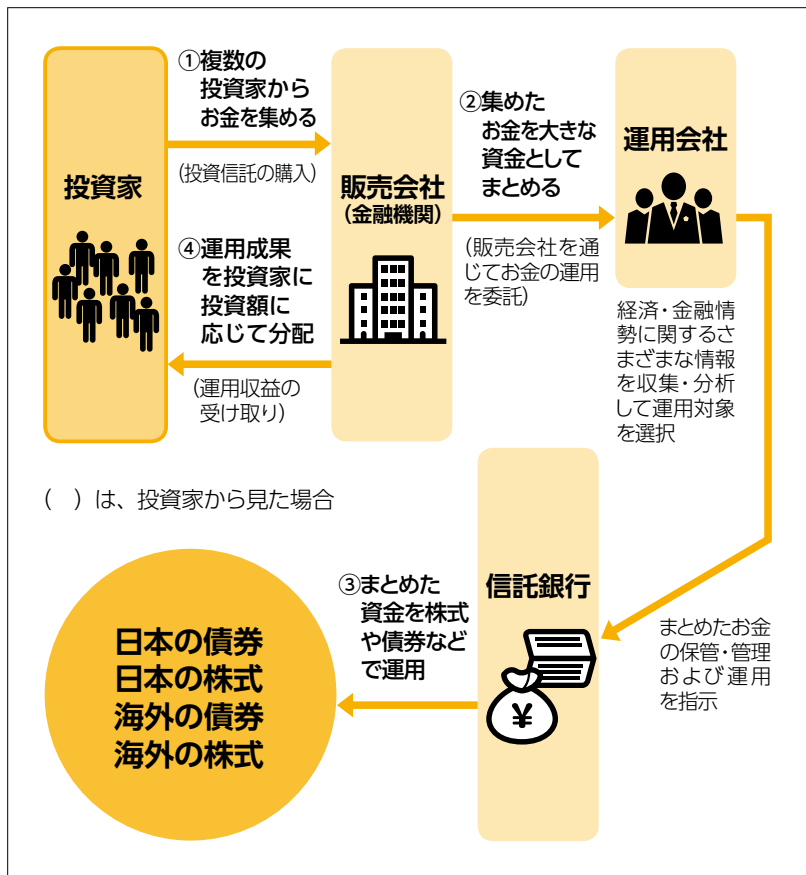 ①複数の
投資家から
お金を集める
(投資信託の購入)
投資家
④運用成果
を投資家に
投資額に
応じて分配
(運用収益の
受け取り)
販売会社
(金融機関)
②集めた
お金を大きな
資金として
まとめる
(販売会社を通
じてお金の運用
を委託)
運用会社
経済・金融情
勢に関するさ
まざまな情報
を収集・分析
して運用対象
を選択
( )は、投資家から見た場合
信託銀行
¥
まとめたお金
の保管・管理
および運用
を指示
③まとめた
資金を株式
や債券など
で運用
日本の債券
日本の株式
海外の債券
海外の株式